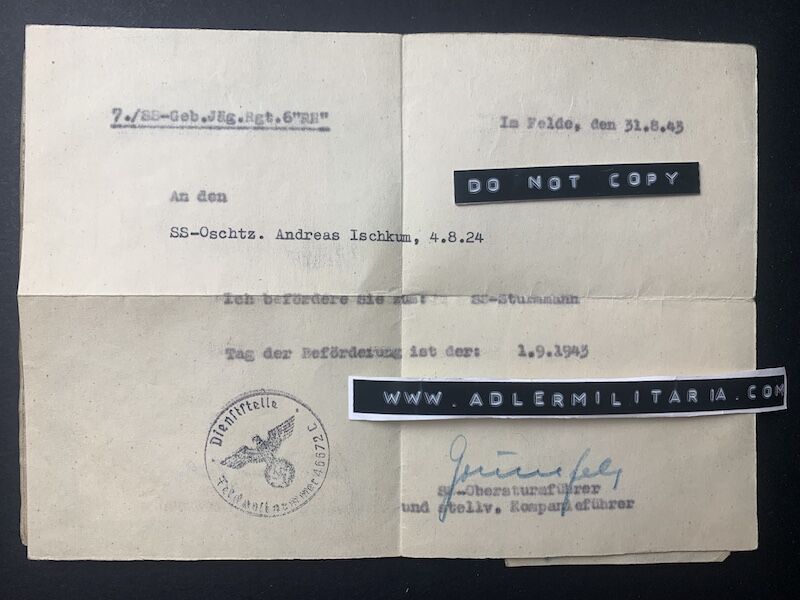 7./SS-Geb.Jäg.Rgt.6"RH"
Im Felde, den 31.8.43
DO NOT COPY
An den
SS-Oschtz. Andreas Ischkum, 4.8.24
Ich befördere Sie zum: SS-Sturmmann
Tag der Beförderung ist der: 1.9.1943
WWW.ADLERMILITARIA.COM
Dienststelle
Feldpostnummer 46672 C
SS-Obersturmführer
und stellv. Kompanieführer